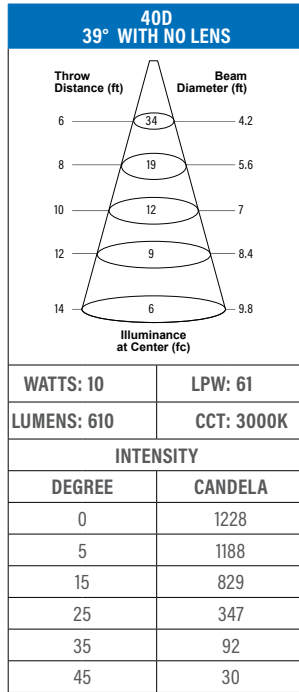 40D
39° WITH NO LENS
Throw Distance (ft)
Beam Diameter (ft)
6 34 4.2
8 19 5.6
10 12 7
12 9 8.4
14 6 9.8
Illuminance
at Center (fc)
WATTS: 10 LPW: 61
LUMENS: 610 CCT: 3000K
INTENSITY
DEGREE CANDELA
0 1228
5 1188
15 829
25 347
35 92
45 30